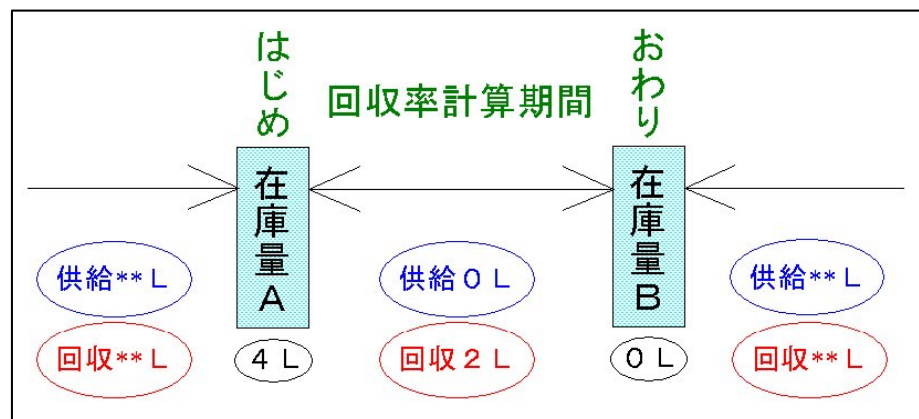 はじめ
おわり
回収率計算期間
在庫量A
在庫量B
供給**L
供給0L
供給**L
回収**L
4L
回収2L
0L
回収**L